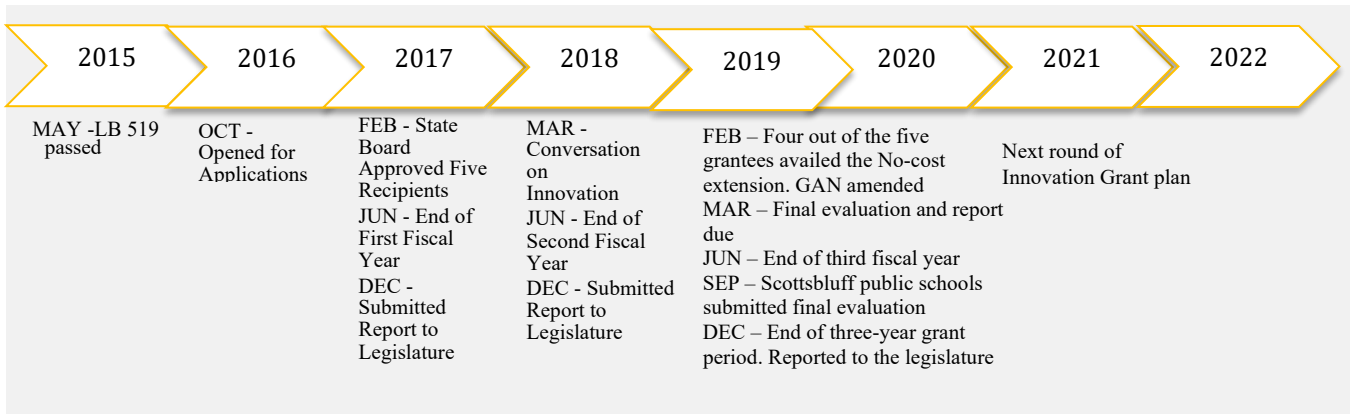 2015
2016
2017
2018
2019
2020
2021
2022
MAY -LB 519
passed
OCT -
Opened for
Applications
FEB - State
Board
Approved Five
Recipients
JUN - End of
First Fiscal
Year
DEC -
Submitted
Report to
Legislature
MAR -
Conversation
on
Innovation
JUN - End of
Second Fiscal
Year
DEC - Submitted
Report to
Legislature
FEB – Four out of the five
grantees availed the No-cost
extension. GAN amended
MAR – Final evaluation and report
due
JUN – End of third fiscal year
SEP – Scottsbluff public schools
submitted final evaluation
DEC – End of three-year grant
period. Reported to the legislature
Next round of
Innovation Grant plan